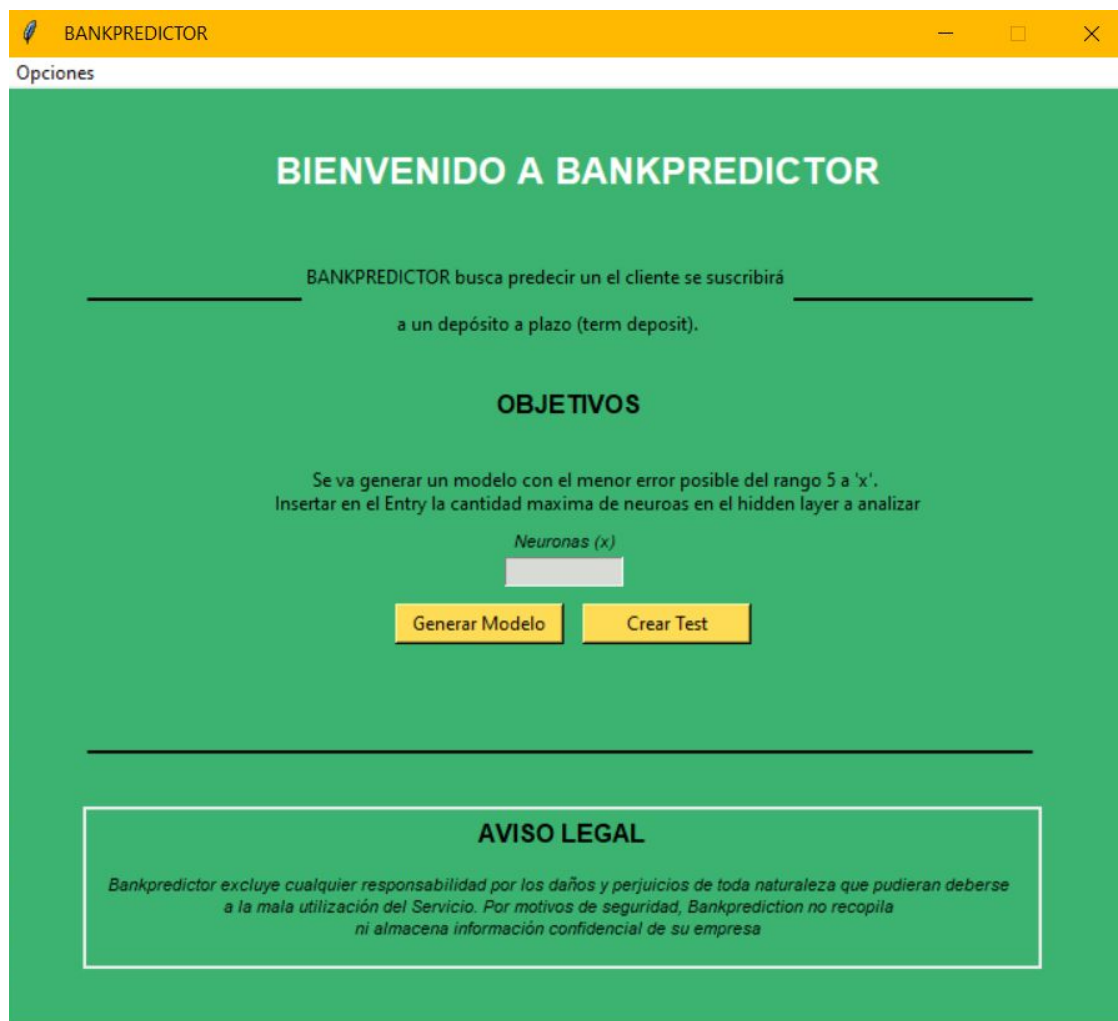 BANKPREDICTOR
Opciones
BIENVENIDO A BANKPREDICTOR
BANKPREDICTOR busca predecir un el cliente se suscribirá
a un depósito a plazo (term deposit).
OBJETIVOS
Se va generar un modelo con el menor error posible del rango 5 a 'x'.
Insertar en el Entry la cantidad maxima de neuroas en el hidden layer a analizar
Neuronas (x)
Generar Modelo
Crear Test
AVISO LEGAL
Bankpredictor excluye cualquier responsabilidad por los daños y perjuicios de toda naturaleza que pudieran deberse
a la mala utilización del Servicio. Por motivos de seguridad, Bankprediction no recopila
ni almacena información confidencial de su empresa